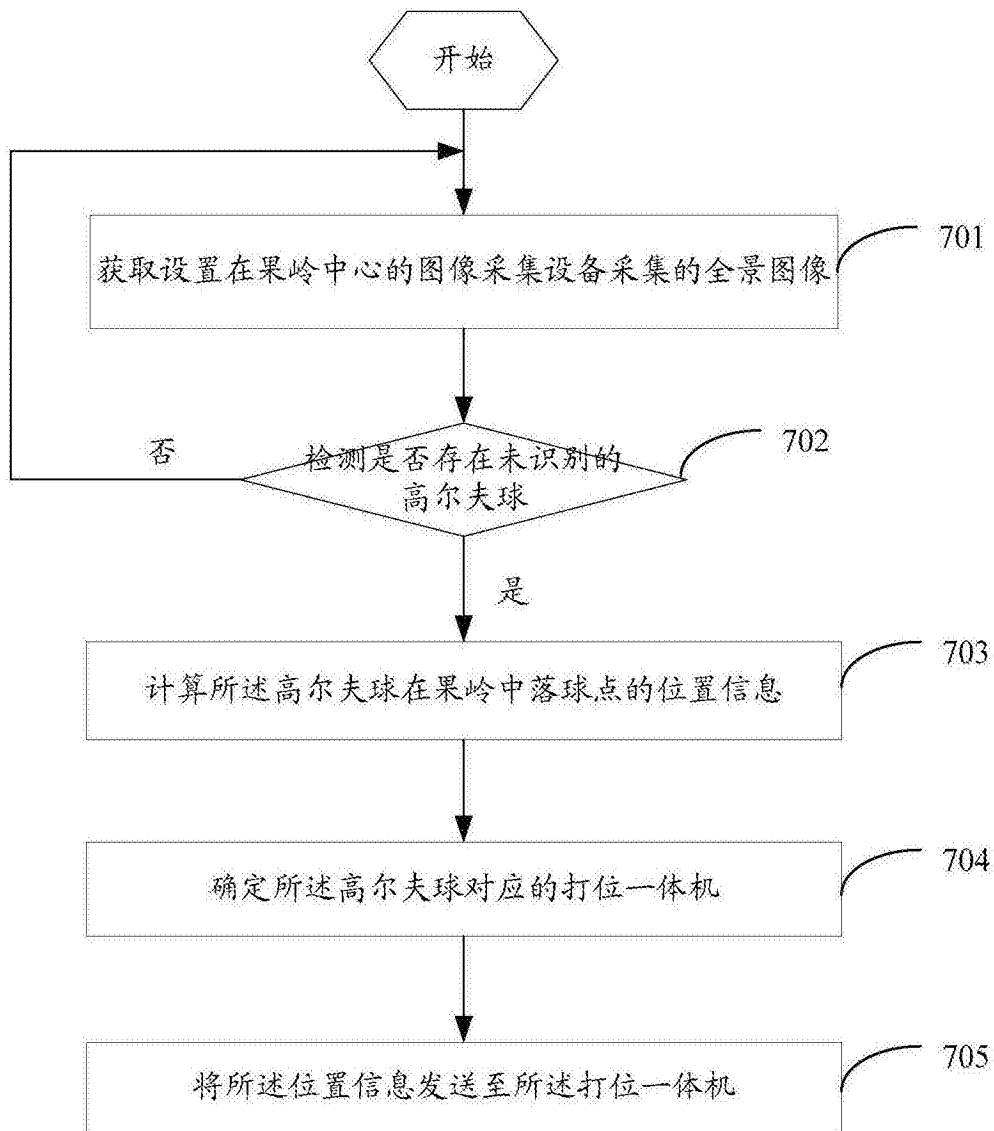 开始
获取设置在果岭中心的图像采集设备采集的全景图像
701
否
检测是否存在未识别的
高尔夫球
702
是
计算所述高尔夫球在果岭中落球点的位置信息
703
确定所述高尔夫球对应的打位一体机
704
将所述位置信息发送至所述打位一体机
705